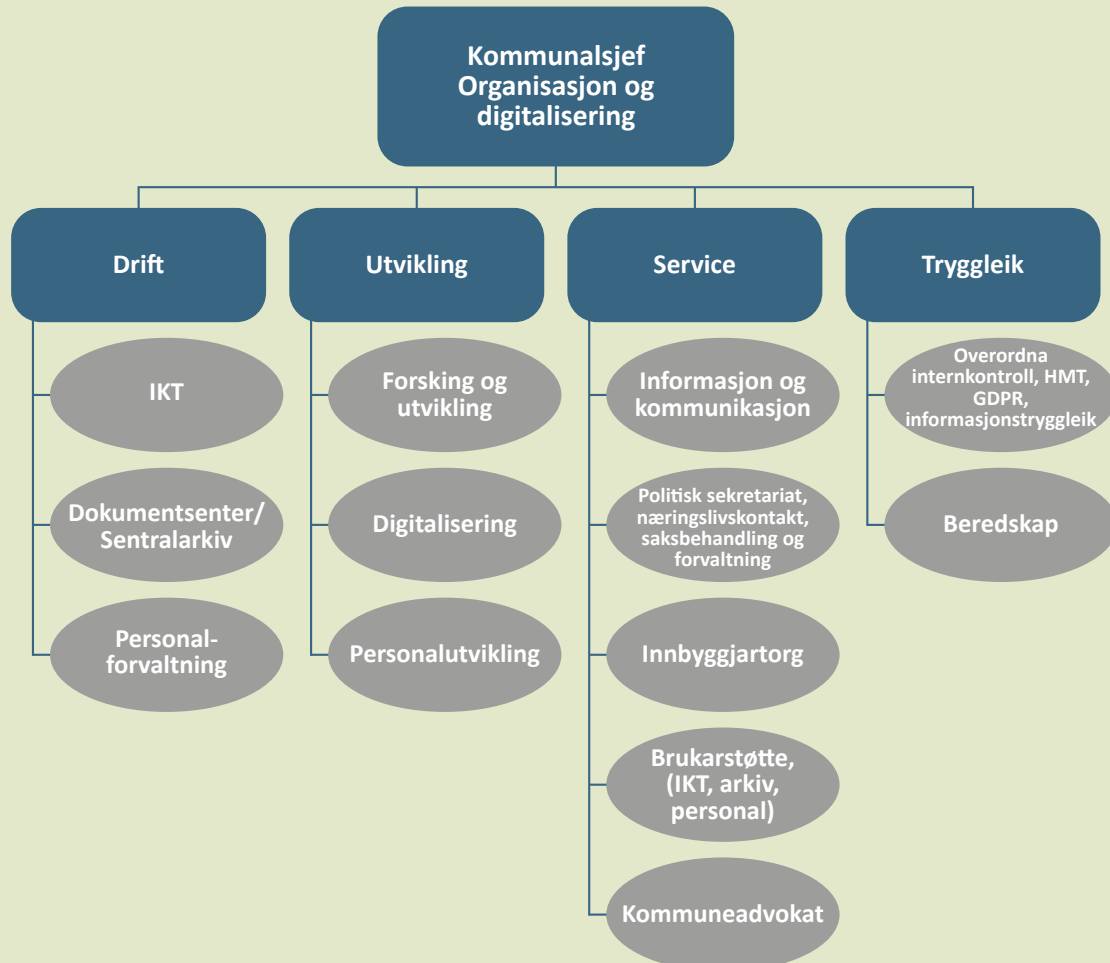 Kommunalsjef
Organisasjon og
digitalisering
Drift
Utvikling
Service
Tryggleik
IKT
Dokumentsenter/
Sentralarkiv
Personal-
forvaltning
Forsking og
utvikling
Digitalisering
Personalutvikling
Informasjon og
kommunikasjon
Politisk sekretariat,
næringslivskontakt,
saksbehandling og
forvaltning
Innbyggjartorg
Brukarstøtte,
(IKT, arkiv,
personal)
Kommuneadvokat
Overordna
internkontroll, HMT,
GDPR,
informasjonstryggleik
Beredskap